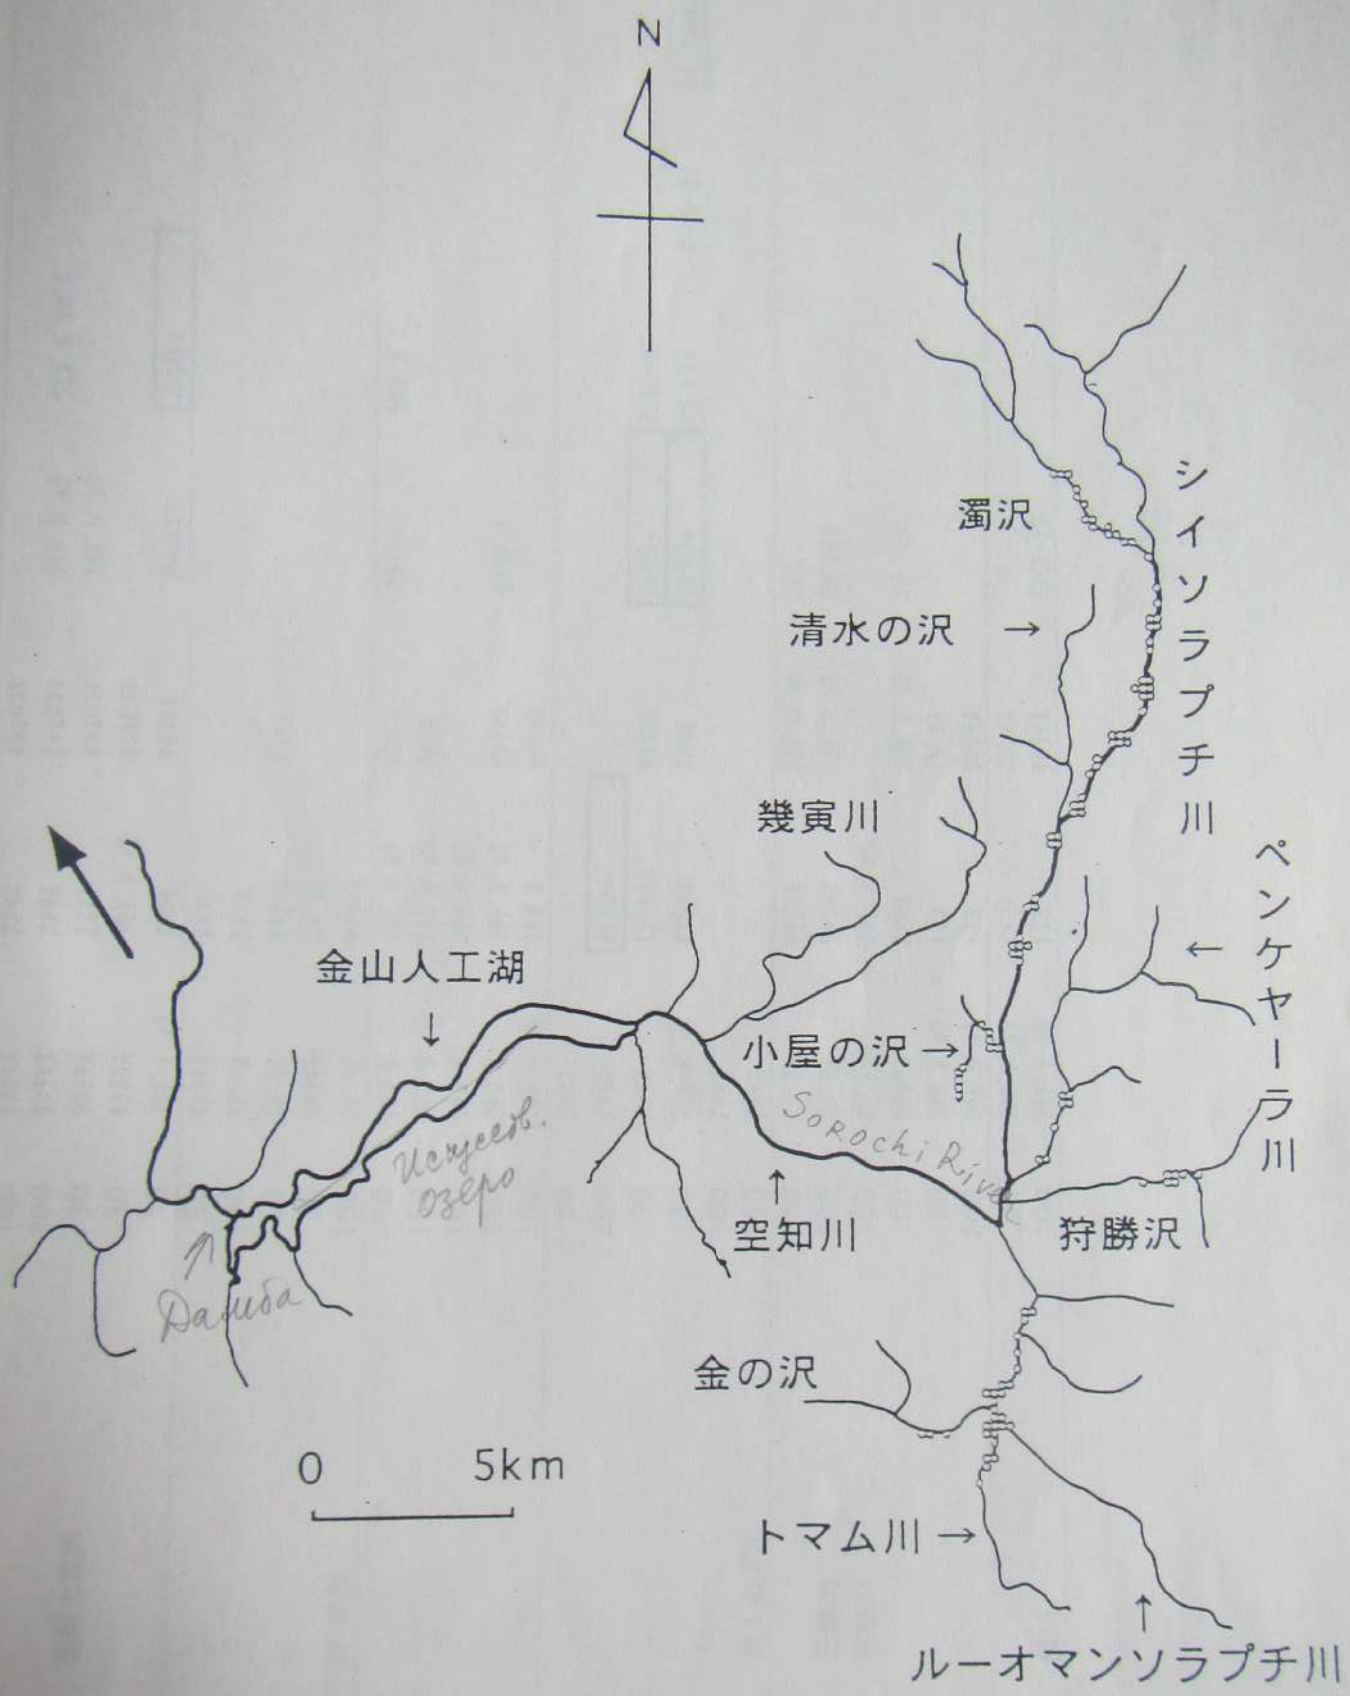 N
シイソラプチ川
濁沢
清水の沢 →
幾寅川
ペンケヤーラ川
←
金山人工湖
↓
小屋の沢→
Sorochi River
Искусств.
озеро
↑
空知川
狩勝沢
Дамба
金の沢
0 5km
トマム川→
↑
ルーオマンソラプチ川